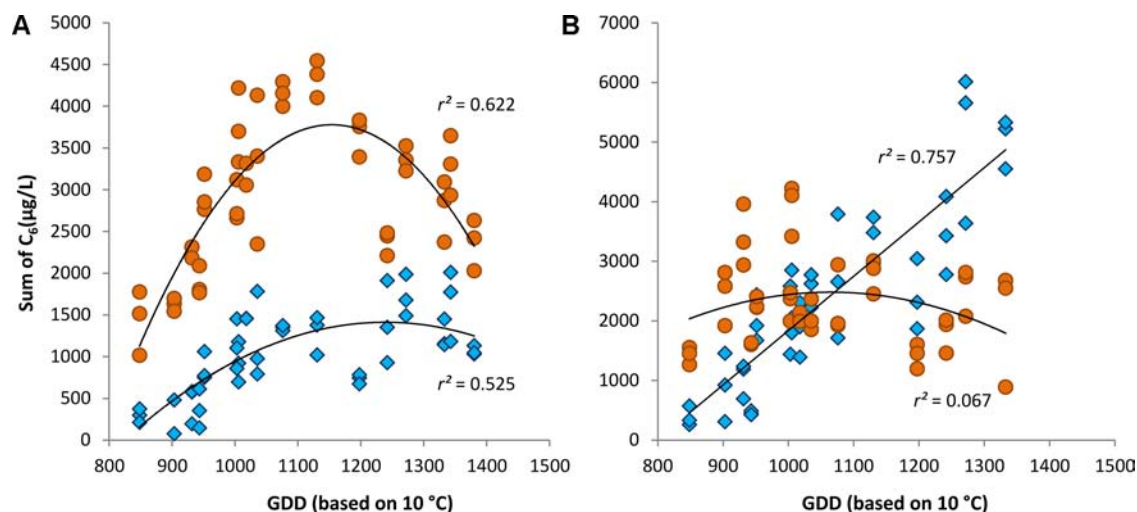 A
B
5000
4500
4000
3500
3000
2500
2000
1500
1000
500
0
Sum of C₆(µg/L)
r² = 0.622
r² = 0.525
800 900 1000 1100 1200 1300 1400 1500
GDD (based on 10 °C)
7000
6000
5000
4000
3000
2000
1000
0
r² = 0.757
r² = 0.067
800 900 1000 1100 1200 1300 1400 1500
GDD (based on 10 °C)